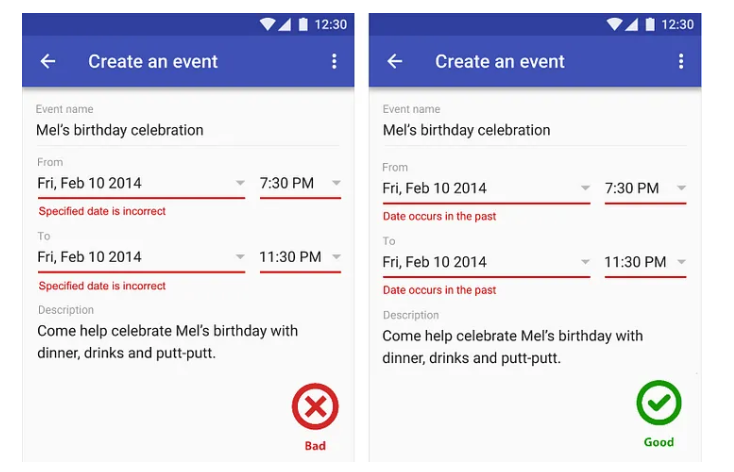 12:30
Create an event
Event name
Mel's birthday celebration
From
Fri, Feb 10 2014 7:30 PM
Specified date is incorrect
To
Fri, Feb 10 2014 11:30 PM
Specified date is incorrect
Description
Come help celebrate Mel's birthday with
dinner, drinks and putt-putt.
Bad
12:30
Create an event
Event name
Mel's birthday celebration
From
Fri, Feb 10 2014 7:30 PM
Date occurs in the past
To
Fri, Feb 10 2014 11:30 PM
Date occurs in the past
Description
Come help celebrate Mel's birthday with
dinner, drinks and putt-putt.
Good